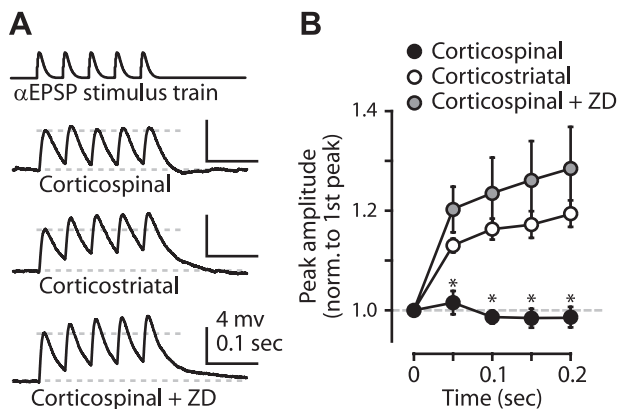 A
αEPSP stimulus train
Corticospinal
Corticostriatal
4 mv
0.1 sec
Corticospinal + ZD
B
Corticospinal
Corticostriatal
Corticospinal + ZD
Peak amplitude
(norm. to 1st peak)
1.4
1.2
1.0
* * * *
0 0.1 0.2
Time (sec)